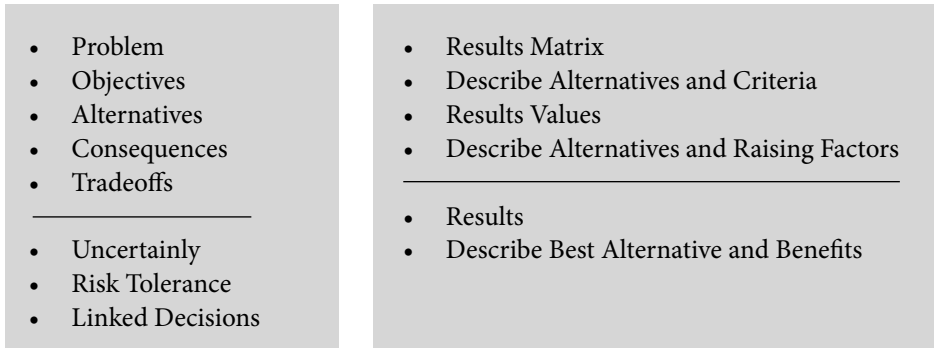 • Problem
• Objectives
• Alternatives
• Consequences
• Tradeoffs
• Uncertainly
• Risk Tolerance
• Linked Decisions
• Results Matrix
• Describe Alternatives and Criteria
• Results Values
• Describe Alternatives and Raising Factors
• Results
• Describe Best Alternative and Benefits